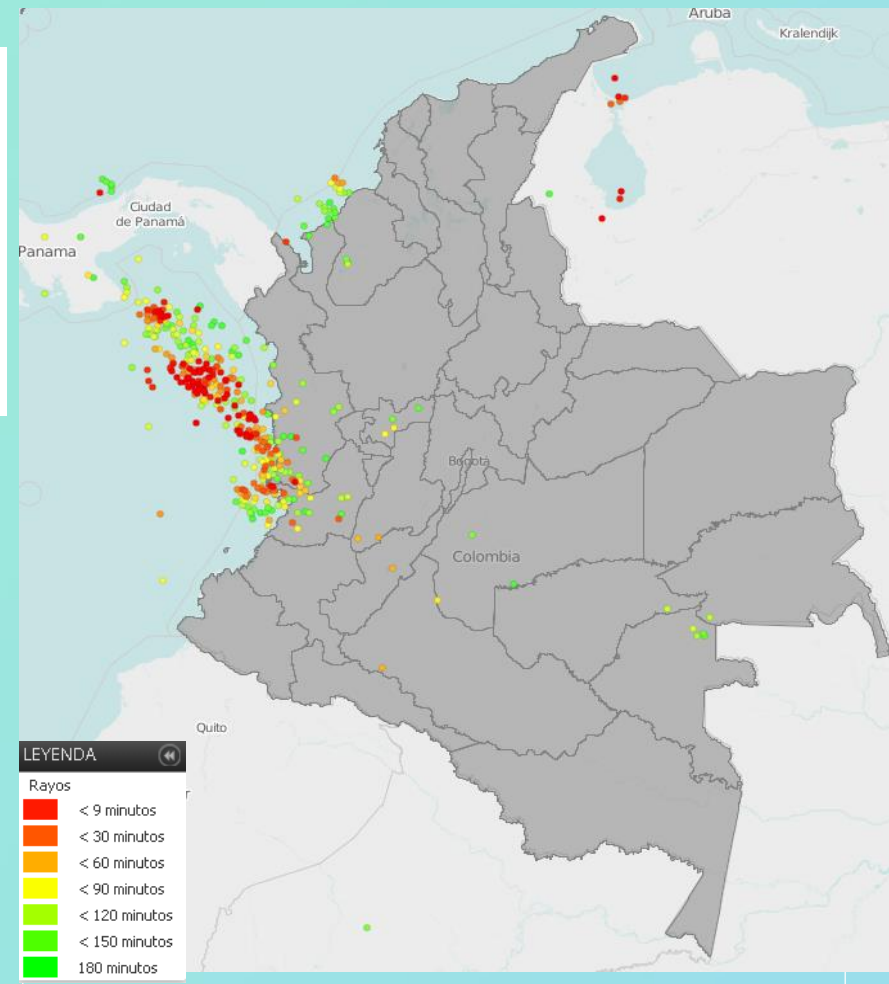 Aruba
Kralendijk
Ciudad
de Panamá
Panama
Bogotá
Colombia
Quito
LEYENDA
r
Rayos
< 9 minutos
< 30 minutos
< 60 minutos
< 90 minutos
< 120 minutos
< 150 minutos
180 minutos